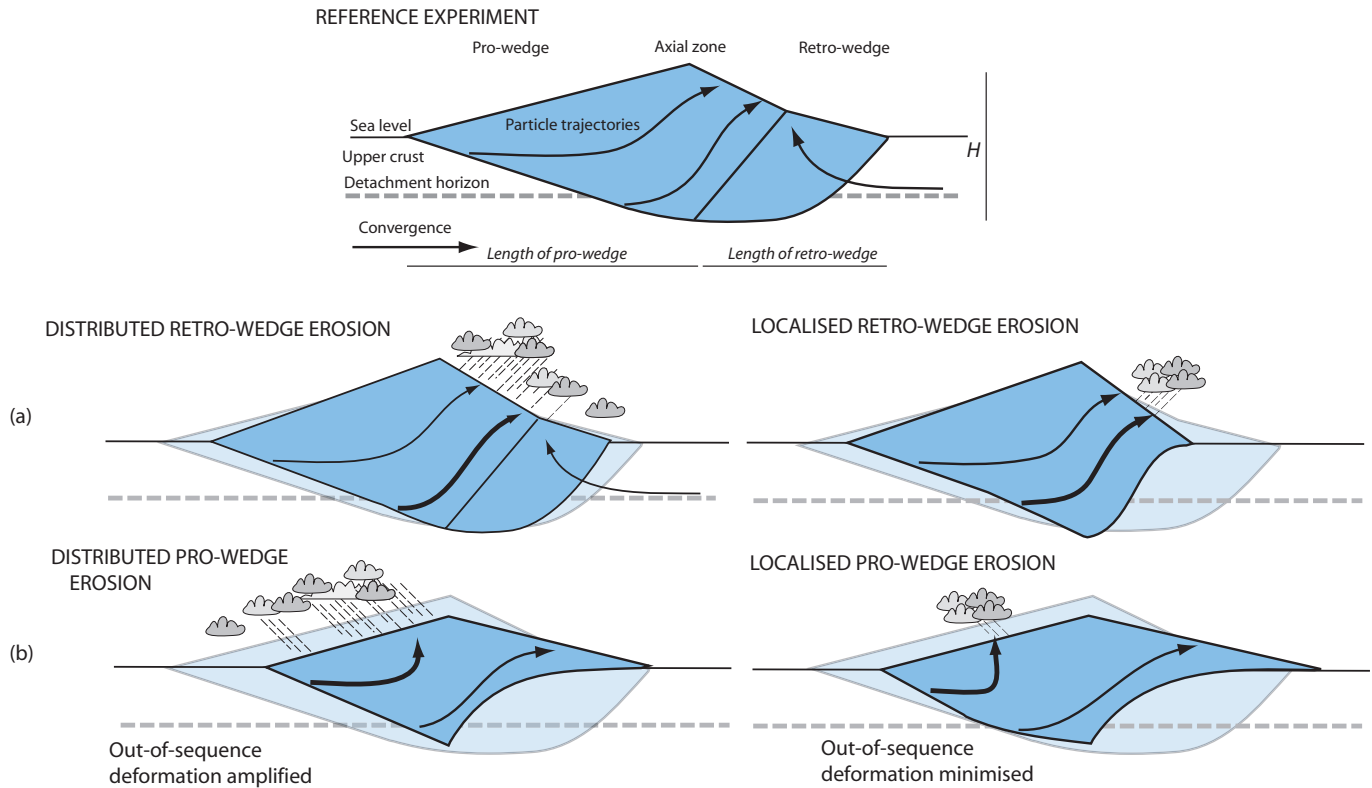 REFERENCE EXPERIMENT
Pro-wedge
Axial zone
Retro-wedge
Sea level
Particle trajectories
Upper crust
H
Detachment horizon
Convergence
Length of pro-wedge
Length of retro-wedge
DISTRIBUTED RETRO-WEDGE EROSION
LOCALISED RETRO-WEDGE EROSION
(a)
DISTRIBUTED PRO-WEDGE
EROSION
LOCALISED PRO-WEDGE EROSION
(b)
Out-of-sequence
deformation amplified
Out-of-sequence
deformation minimised